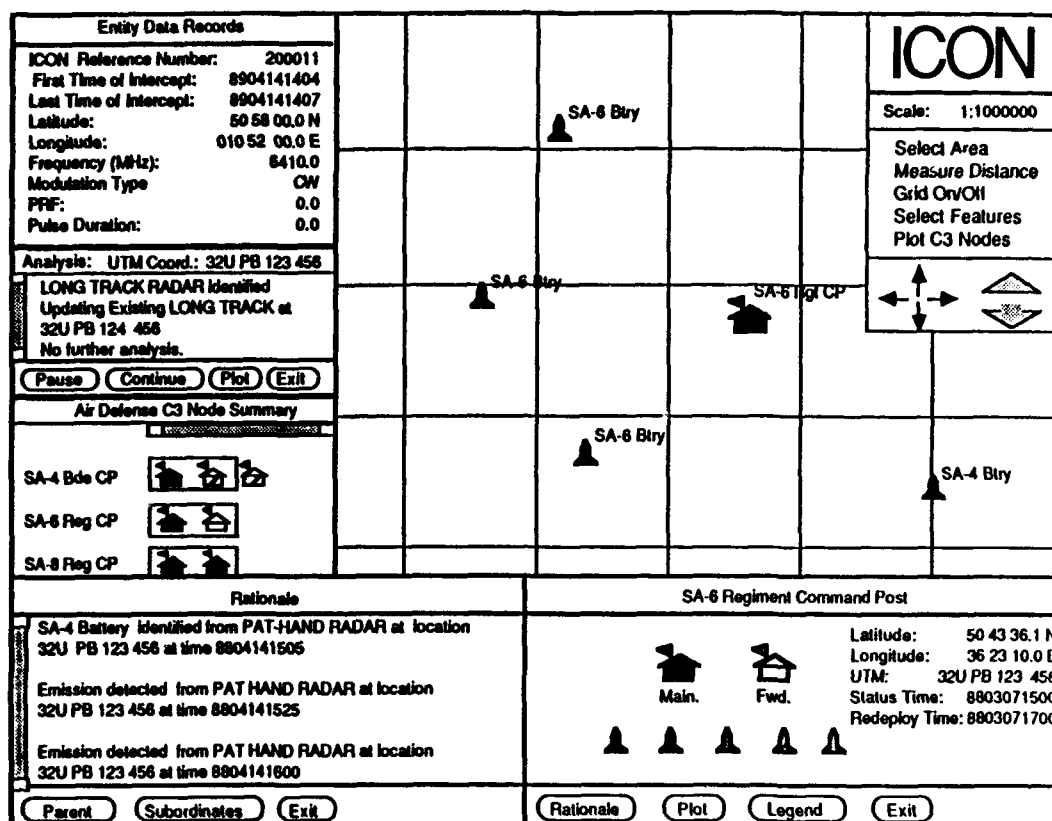 Entity Data Records
ICON Reference Number: 200011
First Time of Intercept: 8904141404
Last Time of Intercept: 8904141407
Latitude: 50 58 00.0 N
Longitude: 010 52 00.0 E
Frequency (MHz): 6410.0
Modulation Type CW
PRF: 0.0
Pulse Duration: 0.0
Analysis: UTM Coord.: 32U PB 123 456
LONG TRACK RADAR Identified
Updating Existing LONG TRACK at
32U PB 124 456
No further analysis.
Pause Continue Plot Exit
Air Defense C3 Node Summary
SA-4 Bde CP
SA-6 Reg CP
SA-8 Reg CP
SA-6 Btry
SA-6 Btry
SA-6 Rgt CP
SA-6 Btry
SA-4 Btry
ICON
Scale: 1:1000000
Select Area
Measure Distance
Grid On/Off
Select Features
Plot C3 Nodes
Rationale
SA-4 Battery identified from PAT-HAND RADAR at location
32U PB 123 456 at time 8804141505
Emission detected from PAT HAND RADAR at location
32U PB 123 456 at time 8804141525
Emission detected from PAT HAND RADAR at location
32U PB 123 456 at time 8804141600
Parent Subordinates Exit
SA-6 Regiment Command Post
Main. Fwd.
Latitude: 50 43 36.1 N
Longitude: 36 23 10.0 E
UTM: 32U PB 123 456
Status Time: 8803071500
Redeploy Time: 8803071700
Rationale Plot Legend Exit